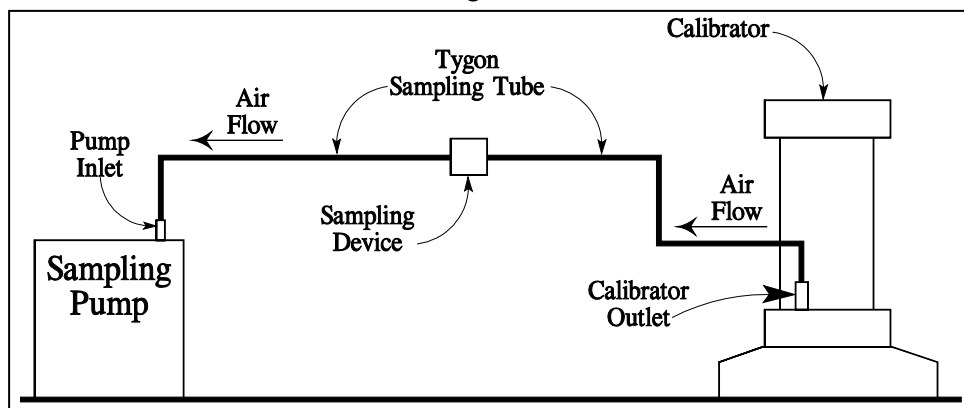 Calibrator
Tygon
Sampling Tube
Air
Flow
Pump
Inlet
Sampling
Device
Air
Flow
Sampling
Pump
Calibrator
Outlet